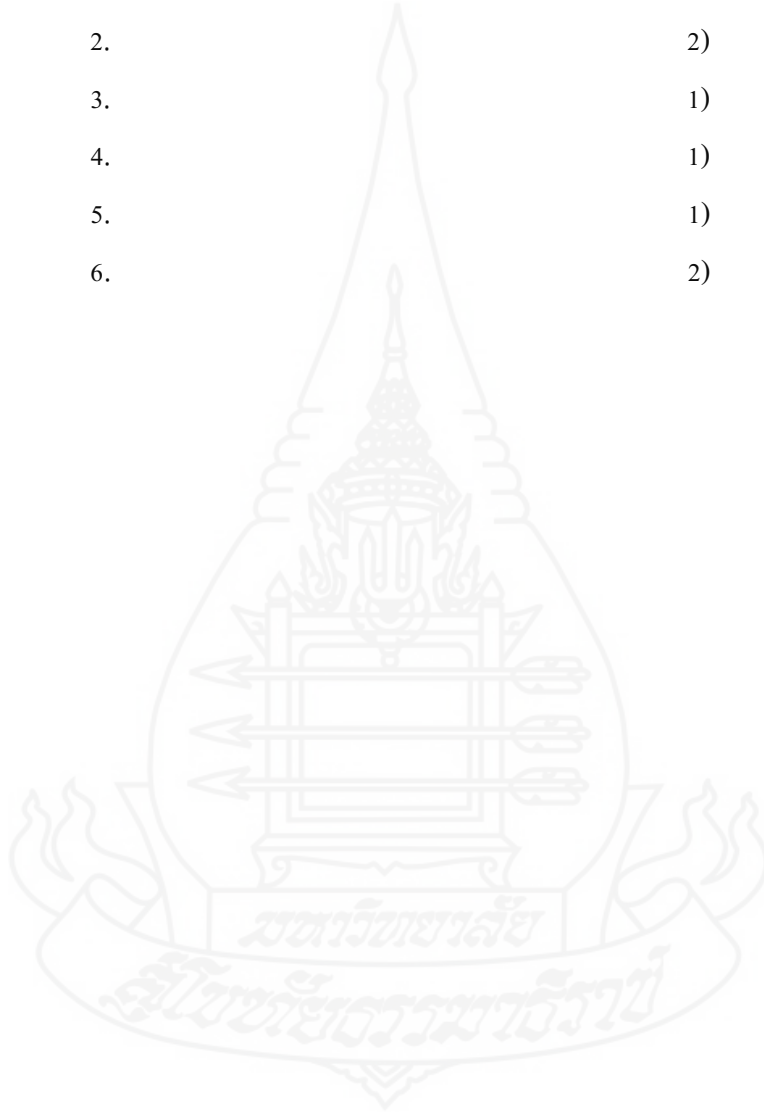 2. 2)
3. 1)
4. 1)
5. 1)
6. 2)
มหาวิทยาลัย
สุโขทัยธรรมาธิราช